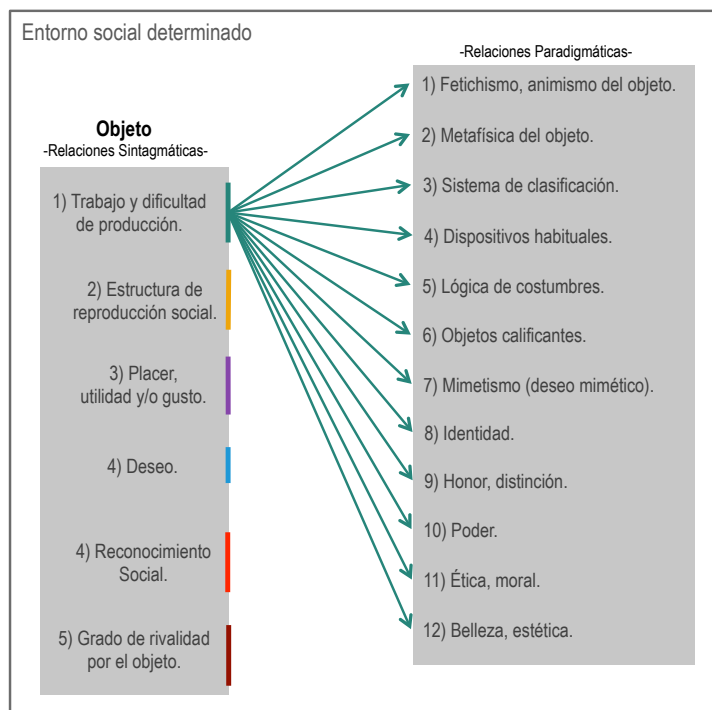 Entorno social determinado
Objeto
-Relaciones Sintagmáticas-
1) Trabajo y dificultad
de producción.
2) Estructura de
reproducción social.
3) Placer,
utilidad y/o gusto.
4) Deseo.
4) Reconocimiento
Social.
5) Grado de rivalidad
por el objeto.
-Relaciones Paradigmáticas-
1) Fetichismo, animismo del objeto.
2) Metafísica del objeto.
3) Sistema de clasificación.
4) Dispositivos habituales.
5) Lógica de costumbres.
6) Objetos calificantes.
7) Mimetismo (deseo mimético).
8) Identidad.
9) Honor, distinción.
10) Poder.
11) Ética, moral.
12) Belleza, estética.